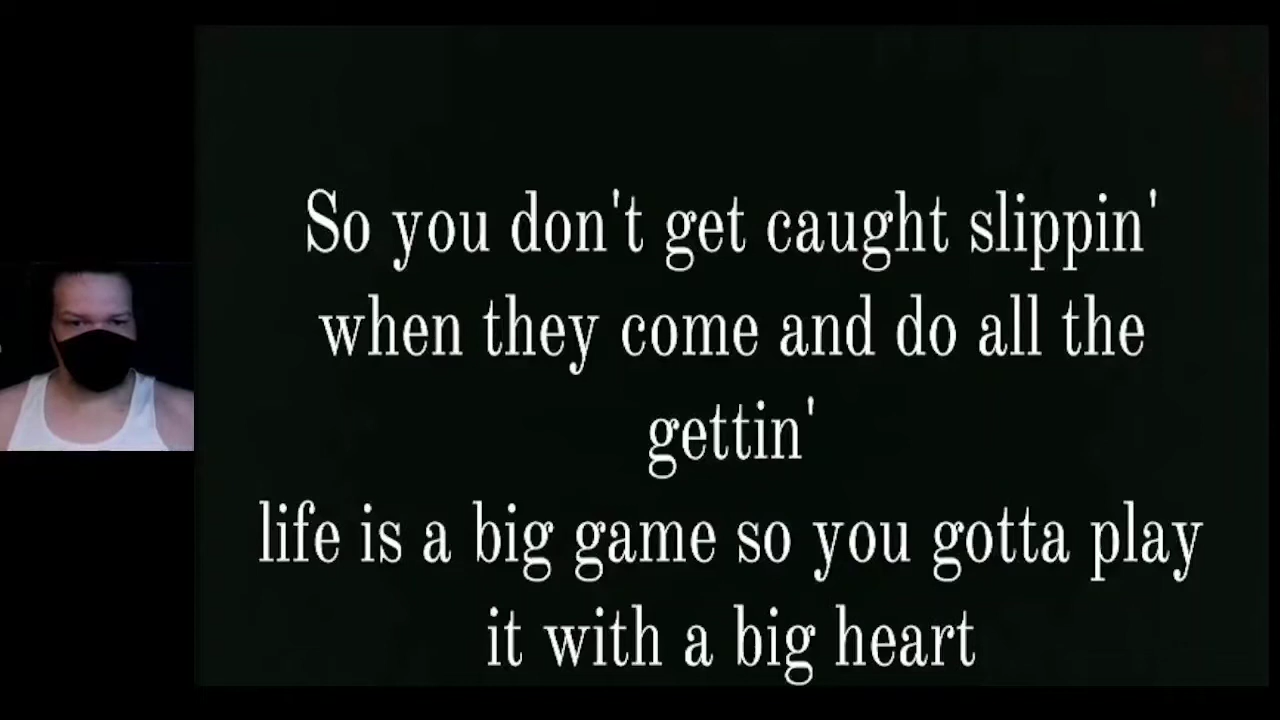 So you don't get caught slippin'
when they come and do all the
gettin'
life is a big game so you gotta play
it with a big heart